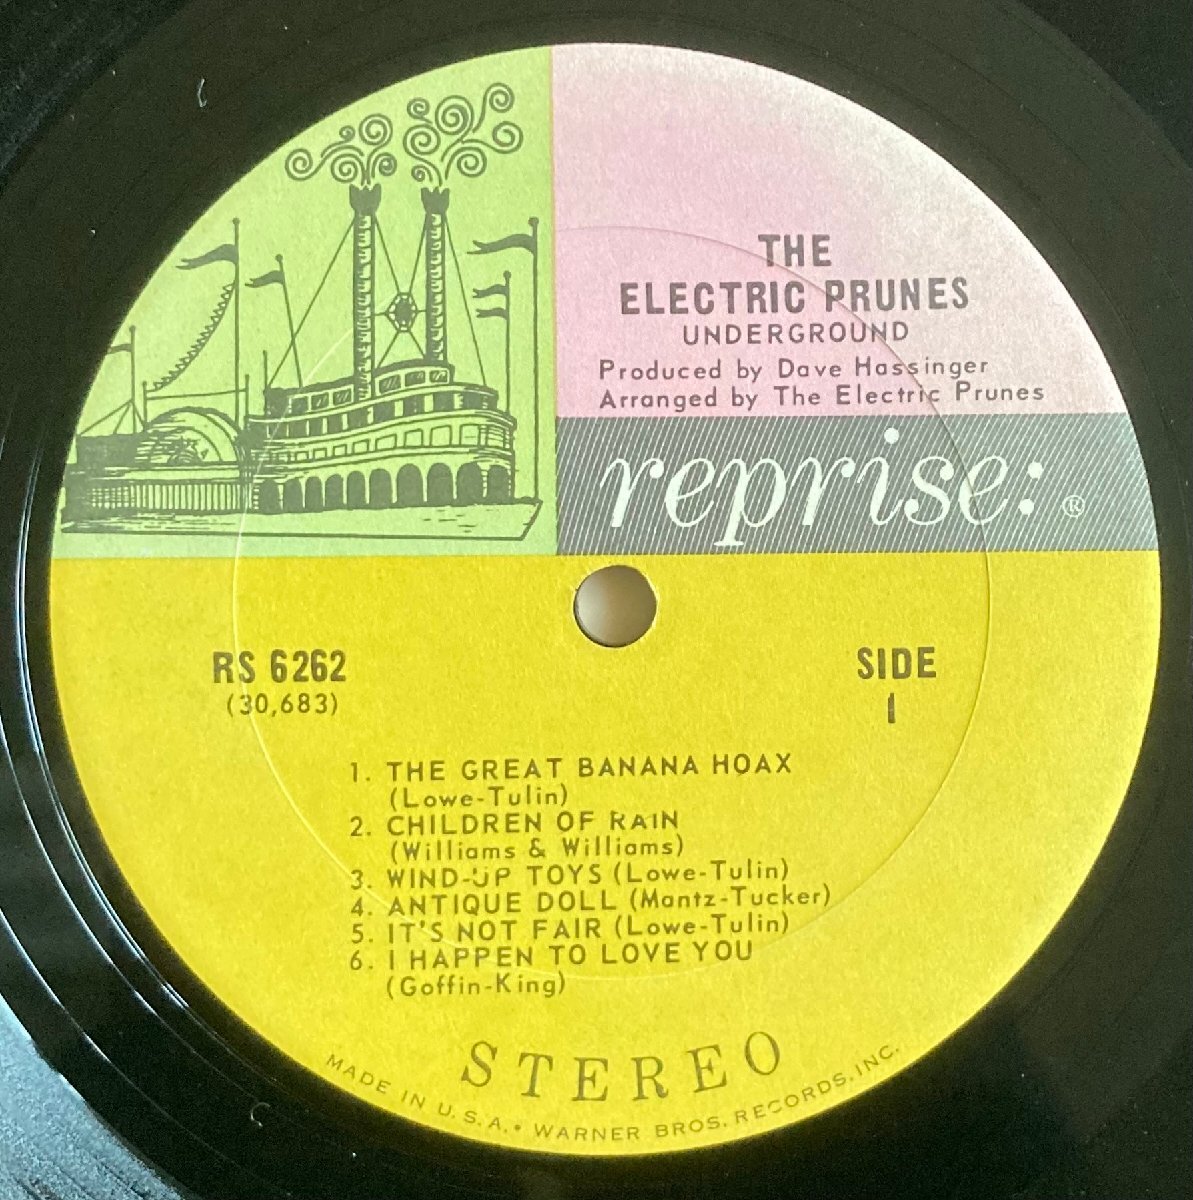 THE
ELECTRIC PRUNES
UNDERGROUND
Produced by Dave Hassinger
Arranged by The Electric Prunes
reprise: ®
RS 6262
(30,683)
SIDE
1
1. THE GREAT BANANA HOAX
(Lowe-Tulin)
2. CHILDREN OF RAIN
(Williams & Williams)
3. WIND-UP TOYS (Lowe-Tulin)
4. ANTIQUE DOLL (Mantz-Tucker)
5. IT'S NOT FAIR (Lowe-Tulin)
6. I HAPPEN TO LOVE YOU
(Goffin-King)
STEREO
MADE IN U.S.A. • WARNER BROS. RECORDS, INC.